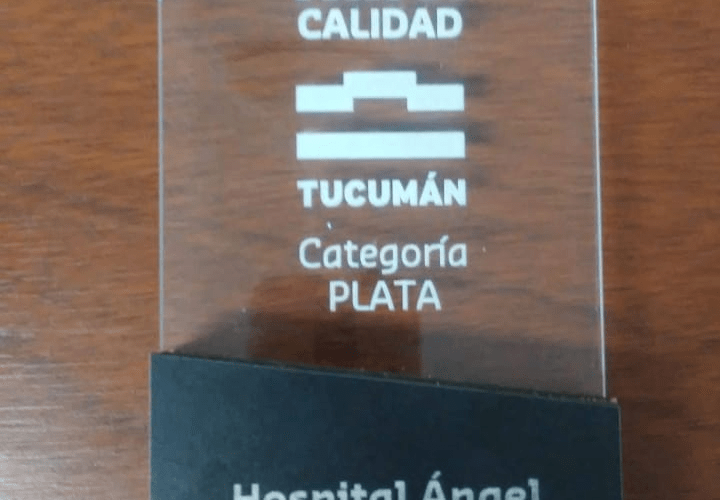 CALIDAD
TUCUMÁN
Categoría
PLATA
Hospital Ángel